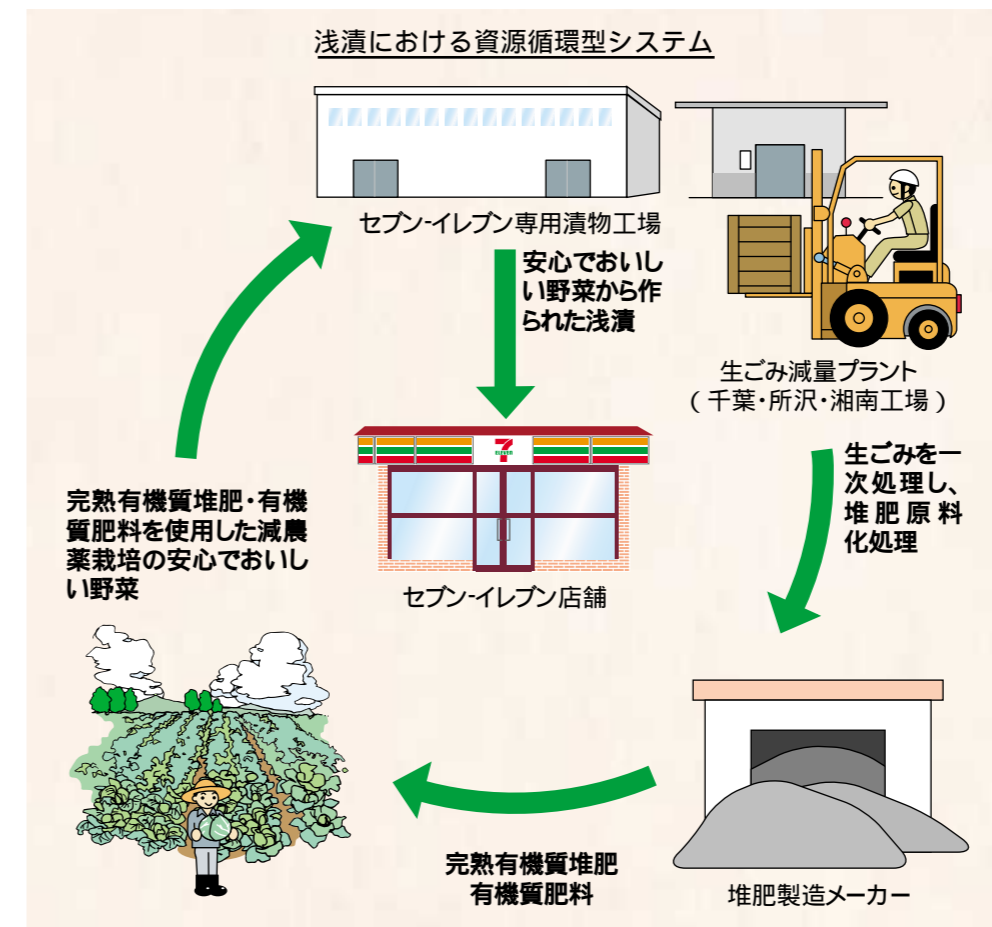 浅漬における資源循環型システム
セブン-イレブン専用漬物工場
安心でおいし
い野菜から作
られた浅漬
生ごみ減量プラント
(千葉・所沢・湘南工場)
7
ELEVEN
セブン-イレブン店舗
生ごみを一
次処理し、
堆肥原料
化処理
完熟有機質堆肥・有機
質肥料を使用した減農
薬栽培の安心でおいし
い野菜
完熟有機質堆肥
有機質肥料
堆肥製造メーカー